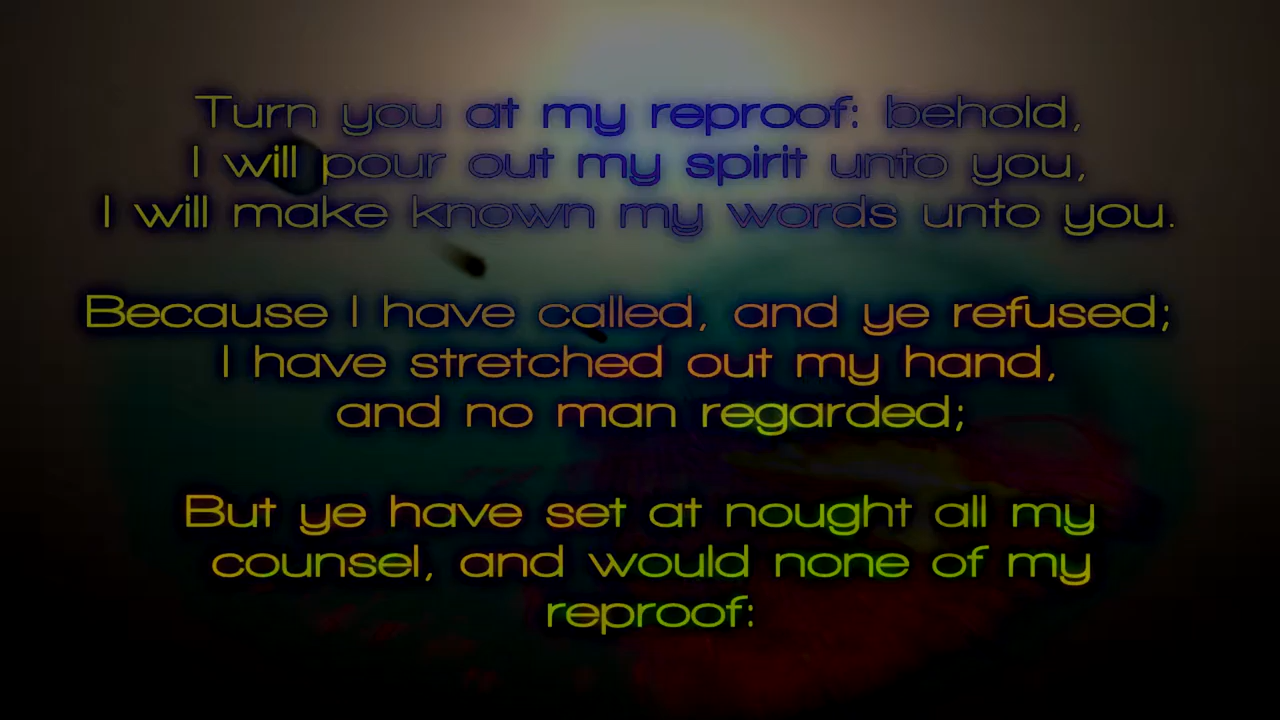 Turn you at my reproof: behold,
I will pour out my spirit unto you,
I will make known my words unto you.
Because I have called, and ye refused;
I have stretched out my hand,
and no man regarded;
But ye have set at nought all my
counsel, and would none of my
reproof: